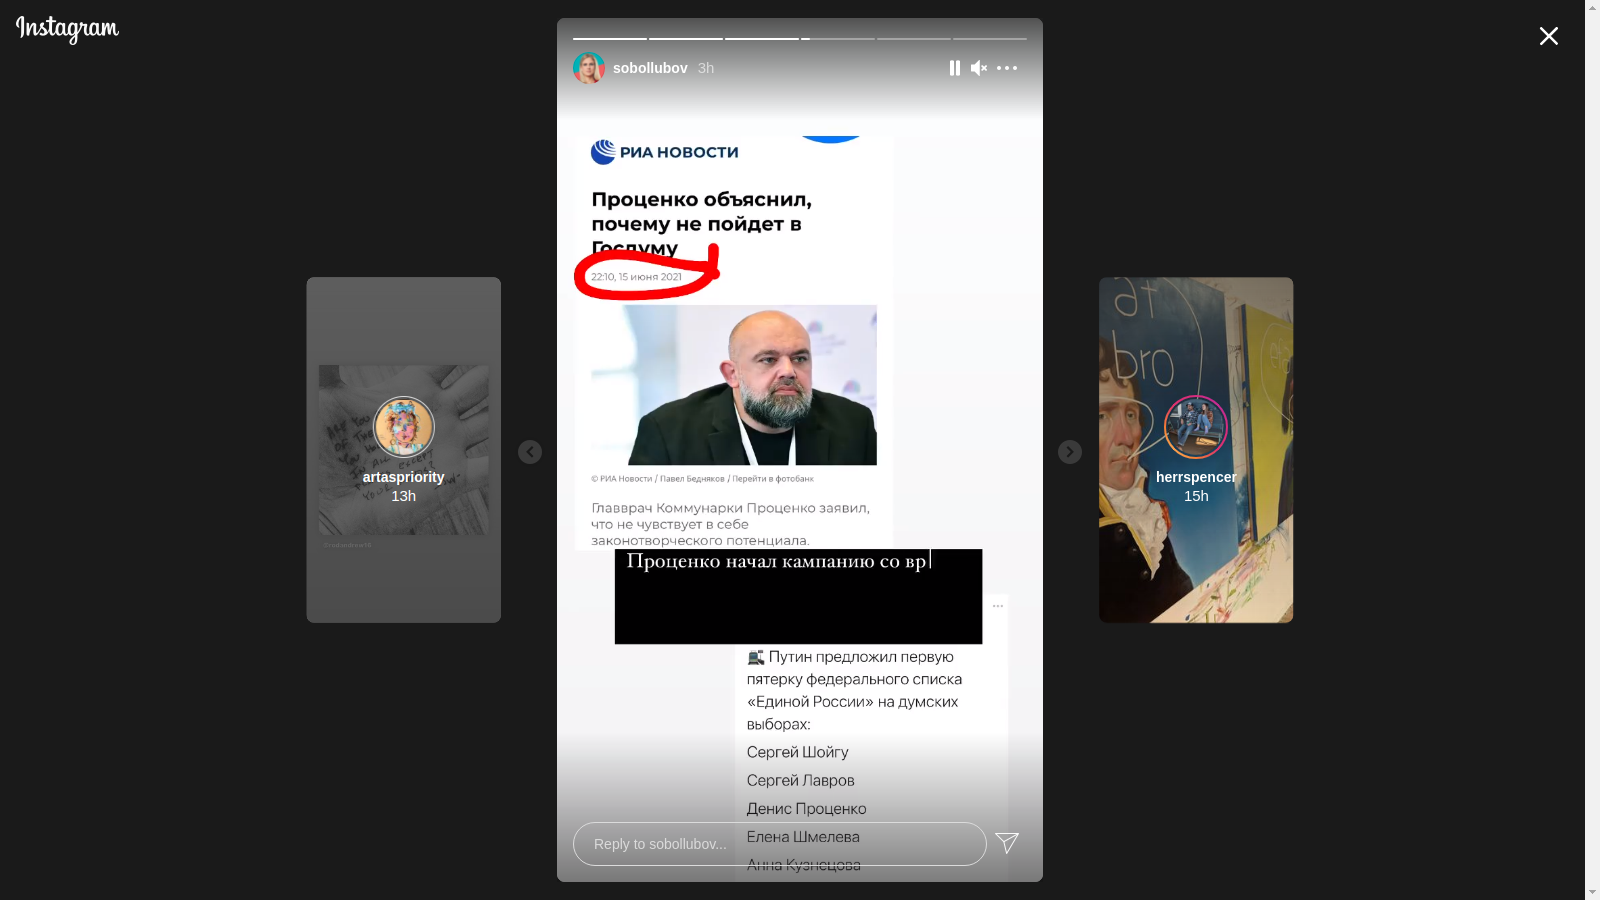 Instagram
sobollubov 3h
РИА НОВОСТИ
Проценко объяснил,
почему не пойдет в
Госдуму
22:10, 15 июня 2021
© РИА Новости / Павел Бедняков / Перейти в фотобанк
Главврач Коммунарки Проценко заявил,
что не чувствует в себе
законотворческого потенциала.
Проценко начал кампанию со вр
Путин предложил первую
пятерку федерального списка
«Единой России» на думских
выборах:
Сергей Шойгу
Сергей Лавров
Денис Проценко
Елена Шмелева
Анна Кузнецова
Reply to sobollubov...
artaspriority
13h
at
bro
herrspencer
15h